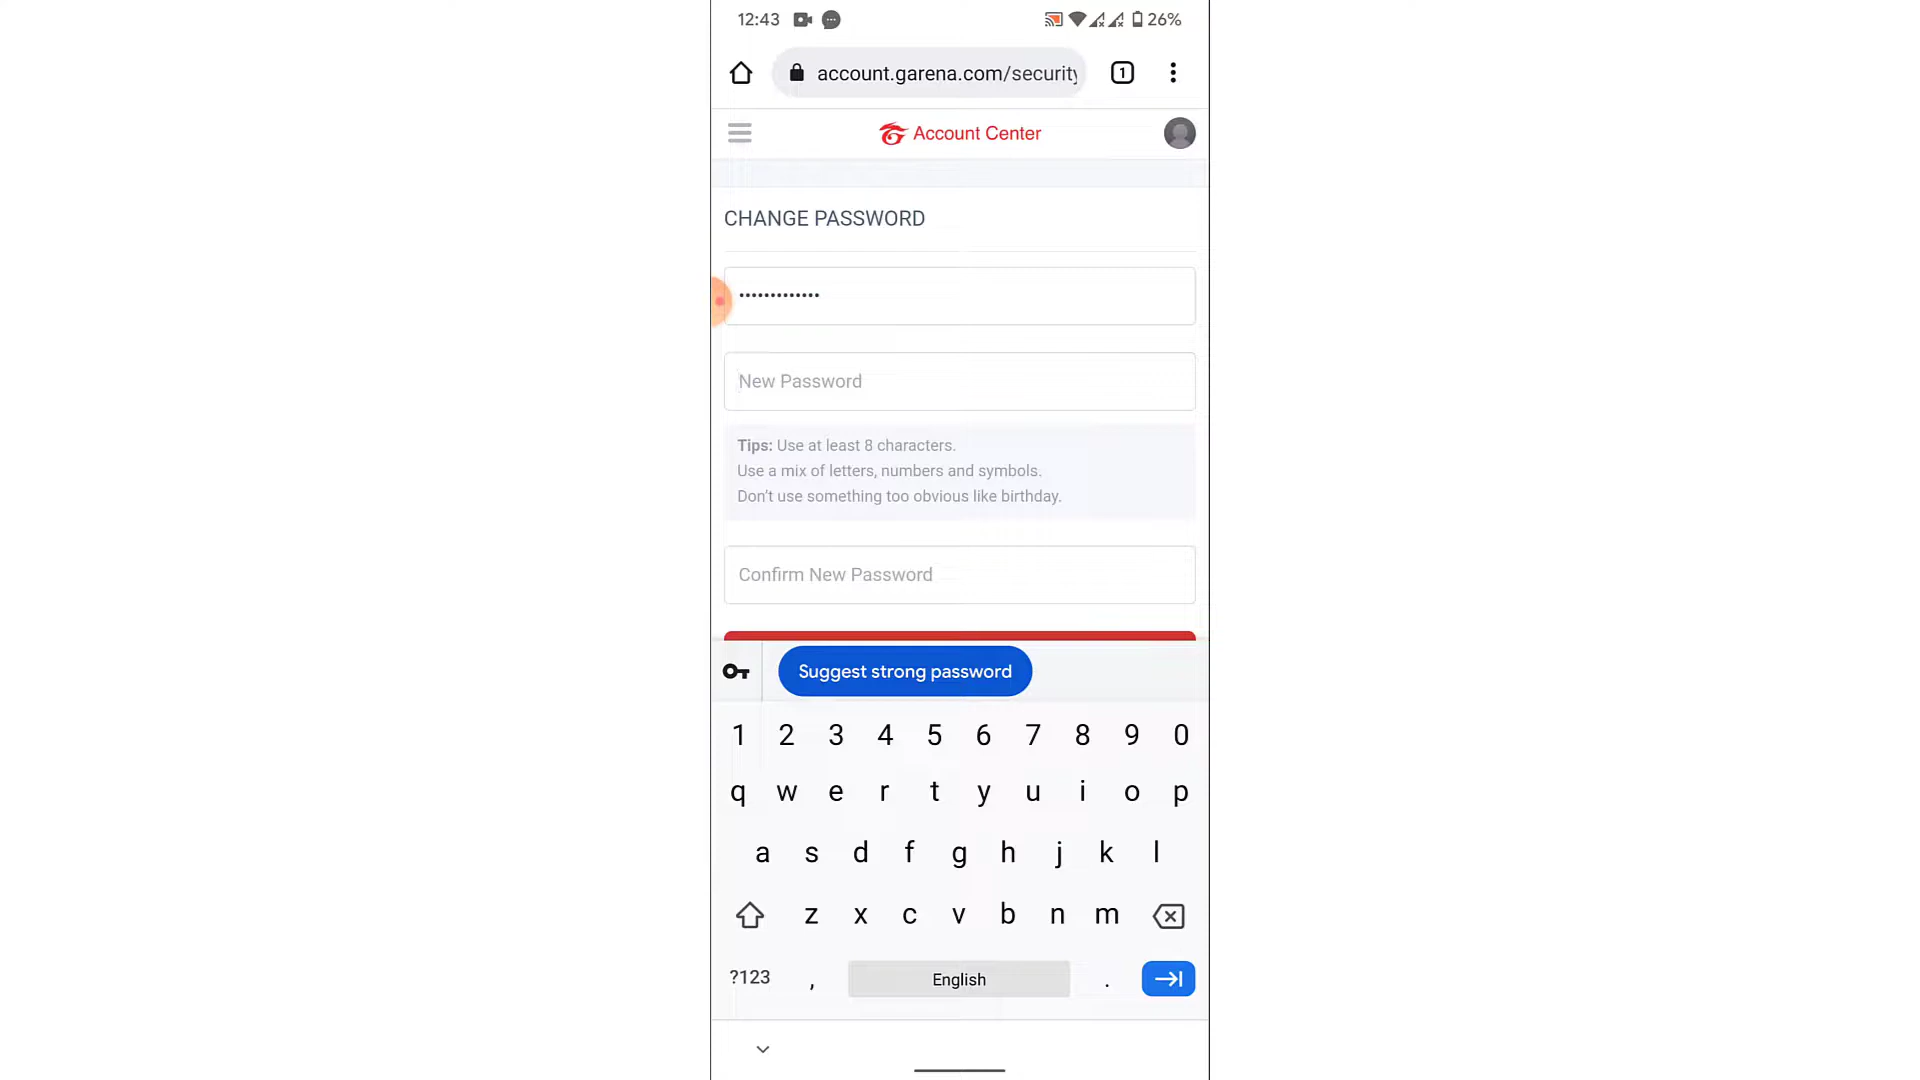 12:43
26%
account.garena.com/security
1
Account Center
CHANGE PASSWORD
•••••••••••••
New Password
Tips: Use at least 8 characters.
Use a mix of letters, numbers and symbols.
Don't use something too obvious like birthday.
Confirm New Password
Suggest strong password
1 2 3 4 5 6 7 8 9 0
q w e r t y u i o p
a s d f g h j k l
z x c v b n m
?123 , English .